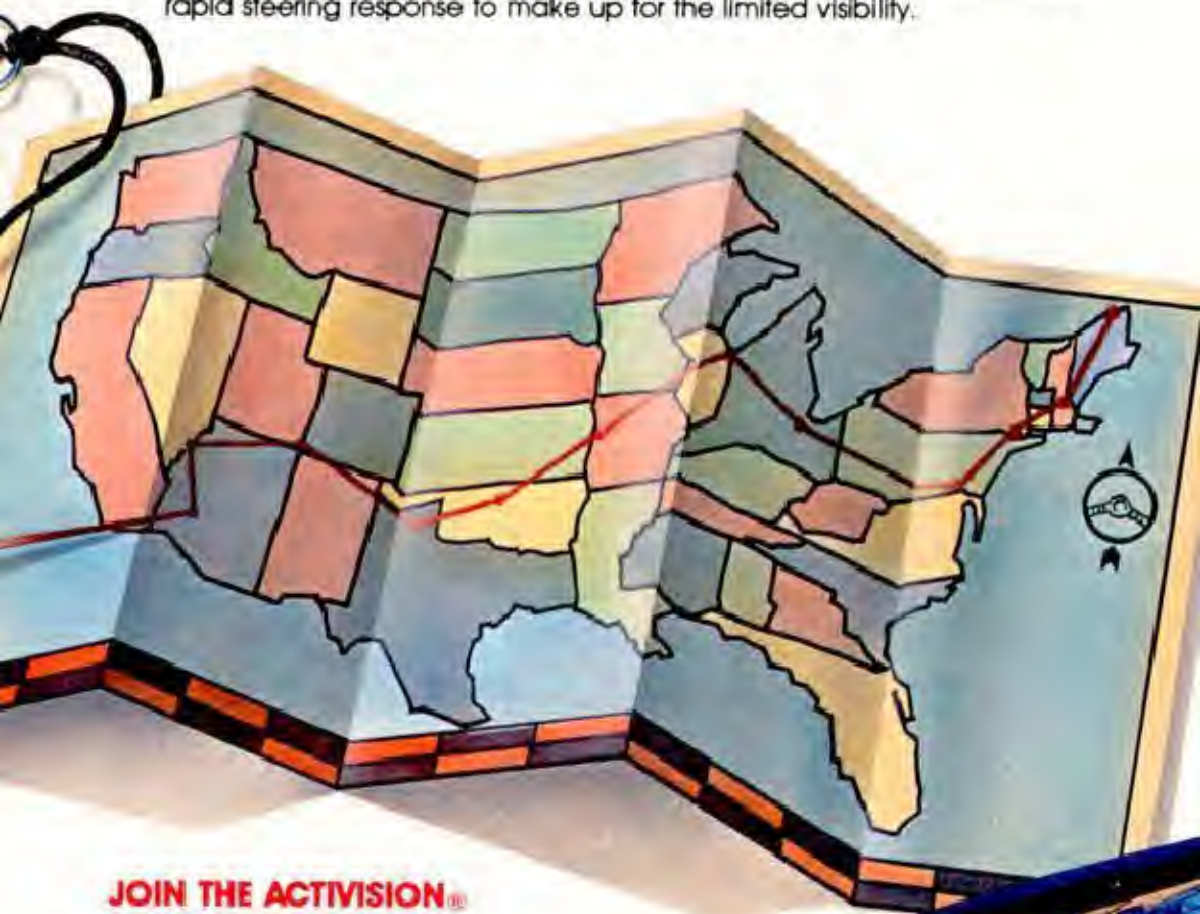 rapid steering response to make up for the limited visibility.
JOIN THE ACTIVISION®